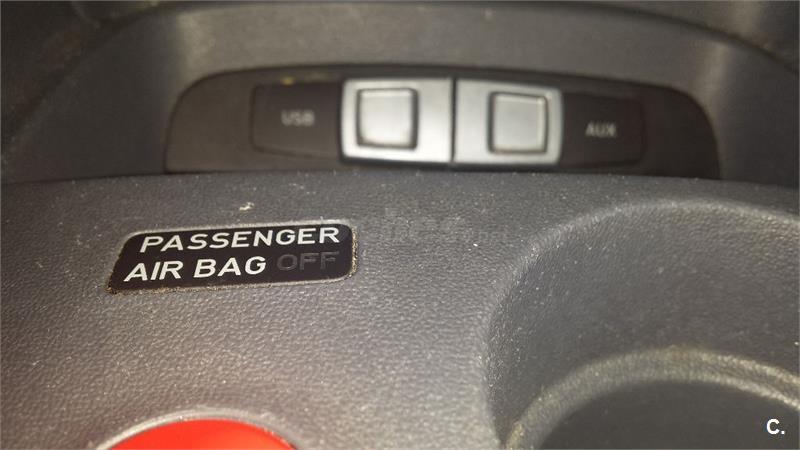 USB
AUX
PASSENGER
AIR BAG OFF
C.